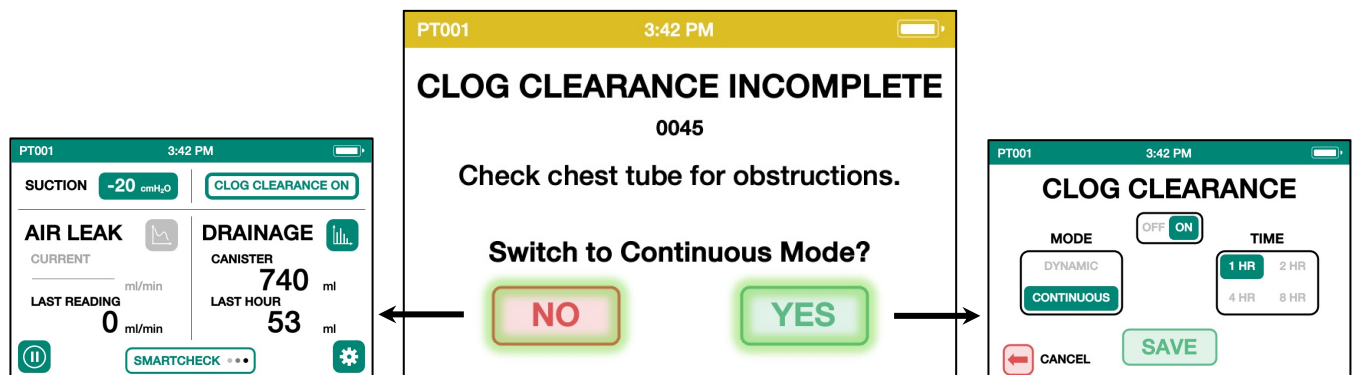 PT001 3:42 PM
SUCTION -20 cmH₂O CLOG CLEARANCE ON
AIR LEAK
CURRENT
ml/min
LAST READING
0 ml/min
DRAINAGE
CANISTER
740 ml
LAST HOUR
53 ml
SMARTCHECK
PT001 3:42 PM
CLOG CLEARANCE INCOMPLETE
0045
Check chest tube for obstructions.
Switch to Continuous Mode?
NO YES
PT001 3:42 PM
CLOG CLEARANCE
OFF ON
MODE
DYNAMIC
CONTINUOUS
TIME
1 HR 2 HR
4 HR 8 HR
CANCEL SAVE